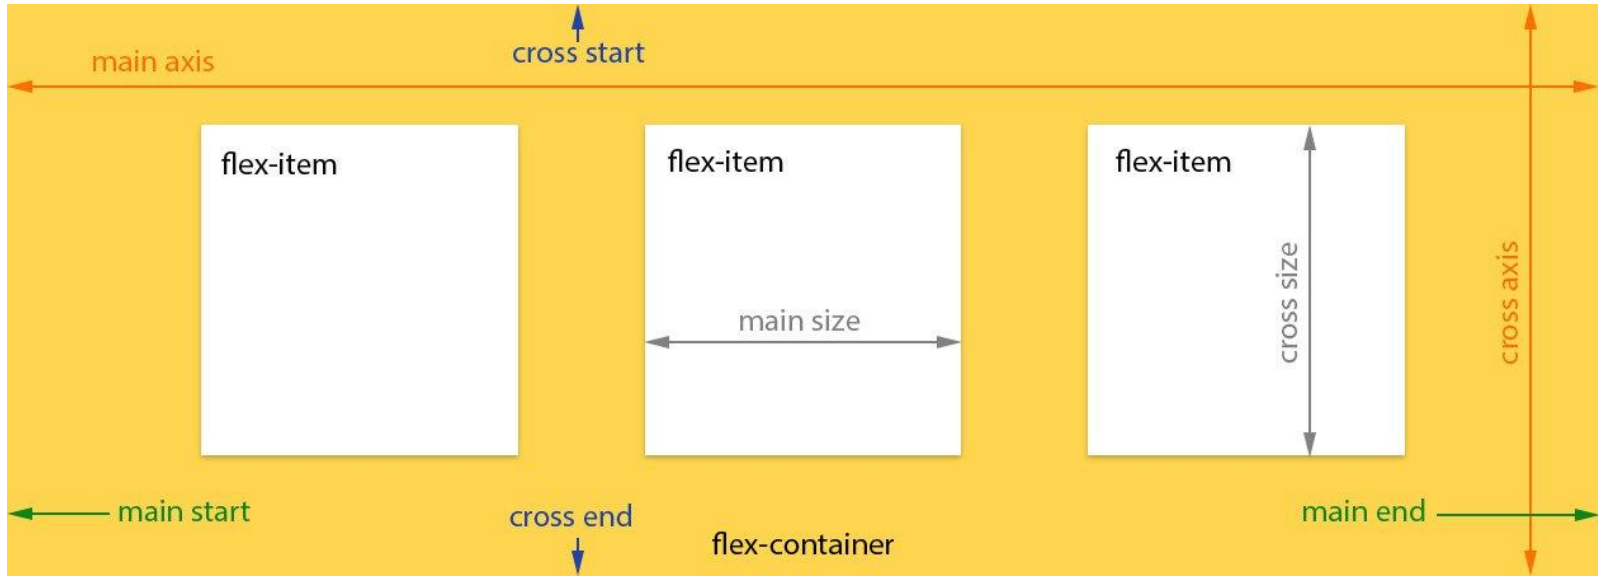 cross start
main axis
flex-item
flex-item
flex-item
main size
cross size
cross axis
main start
cross end
main end
flex-container